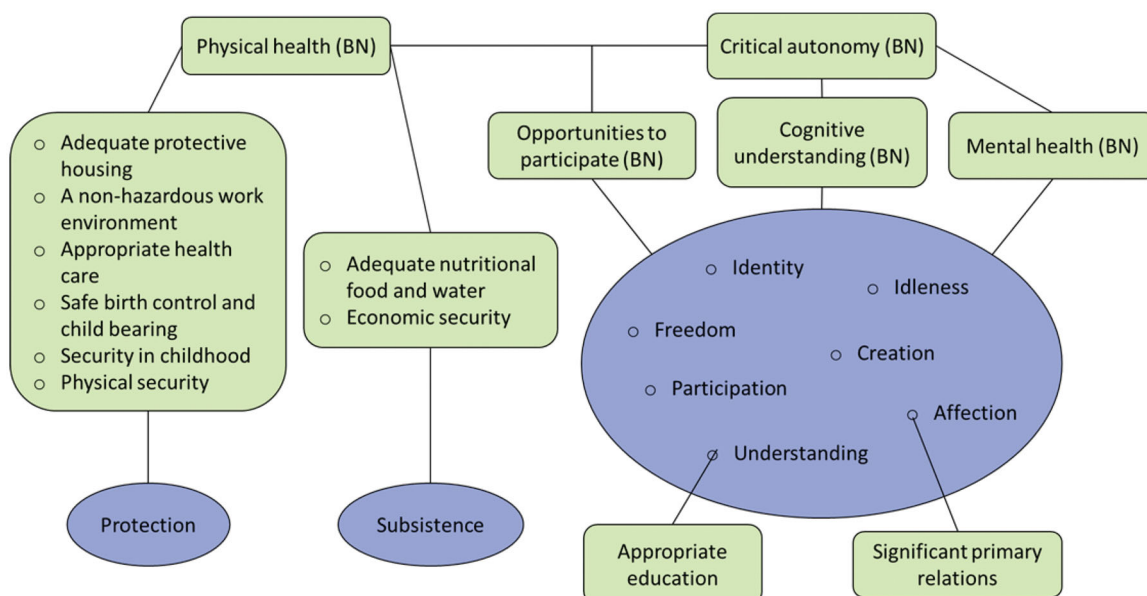 Physical health (BN)
Critical autonomy (BN)
Opportunities to
participate (BN)
Cognitive
understanding (BN)
Mental health (BN)
○ Adequate protective
housing
○ A non-hazardous work
environment
○ Appropriate health
care
○ Safe birth control and
child bearing
○ Security in childhood
○ Physical security
○ Adequate nutritional
food and water
○ Economic security
○ Identity
○ Idleness
○ Freedom
○ Creation
○ Participation
○ Affection
○ Understanding
Protection
Subsistence
Appropriate
education
Significant primary
relations